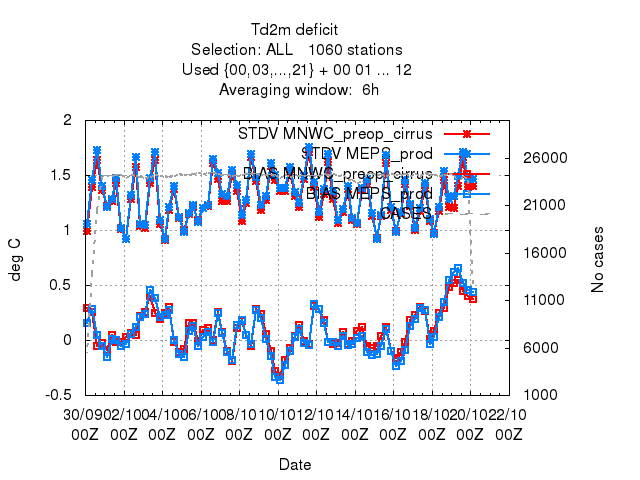 Td2m deficit
Selection: ALL   1060 stations
Used {00,03,...,21} + 00 01 ... 12
Averaging window:  6h
STDV MNWC_preop_cirrus
STDV MEPS_prod
BIAS MNWC_preop_cirrus
BIAS MEPS_prod
CASES
2
1.5
1
0.5
0
-0.5
deg C
26000
21000
16000
11000
6000
1000
No cases
30/09 02/10 04/10 06/10 08/10 10/10 12/10 14/10 16/10 18/10 20/10 22/10
00Z 00Z 00Z 00Z 00Z 00Z 00Z 00Z 00Z 00Z 00Z 00Z
Date